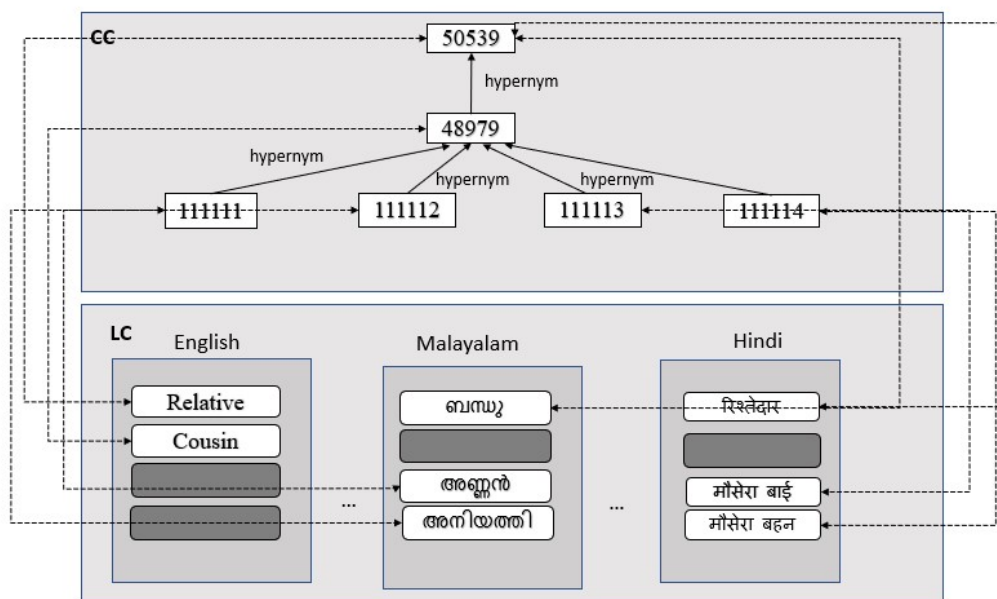 CC
50539
hypernym
48979
hypernym
hypernym
hypernym
111111
111112
111113
111114
LC
English
Malayalam
Hindi
Relative
ബന്ധു
रिश्तेदार
Cousin
അണ്ണൻ
मौसेरा बाई
...
...
അനിയത്തി
मौसेरा बहन